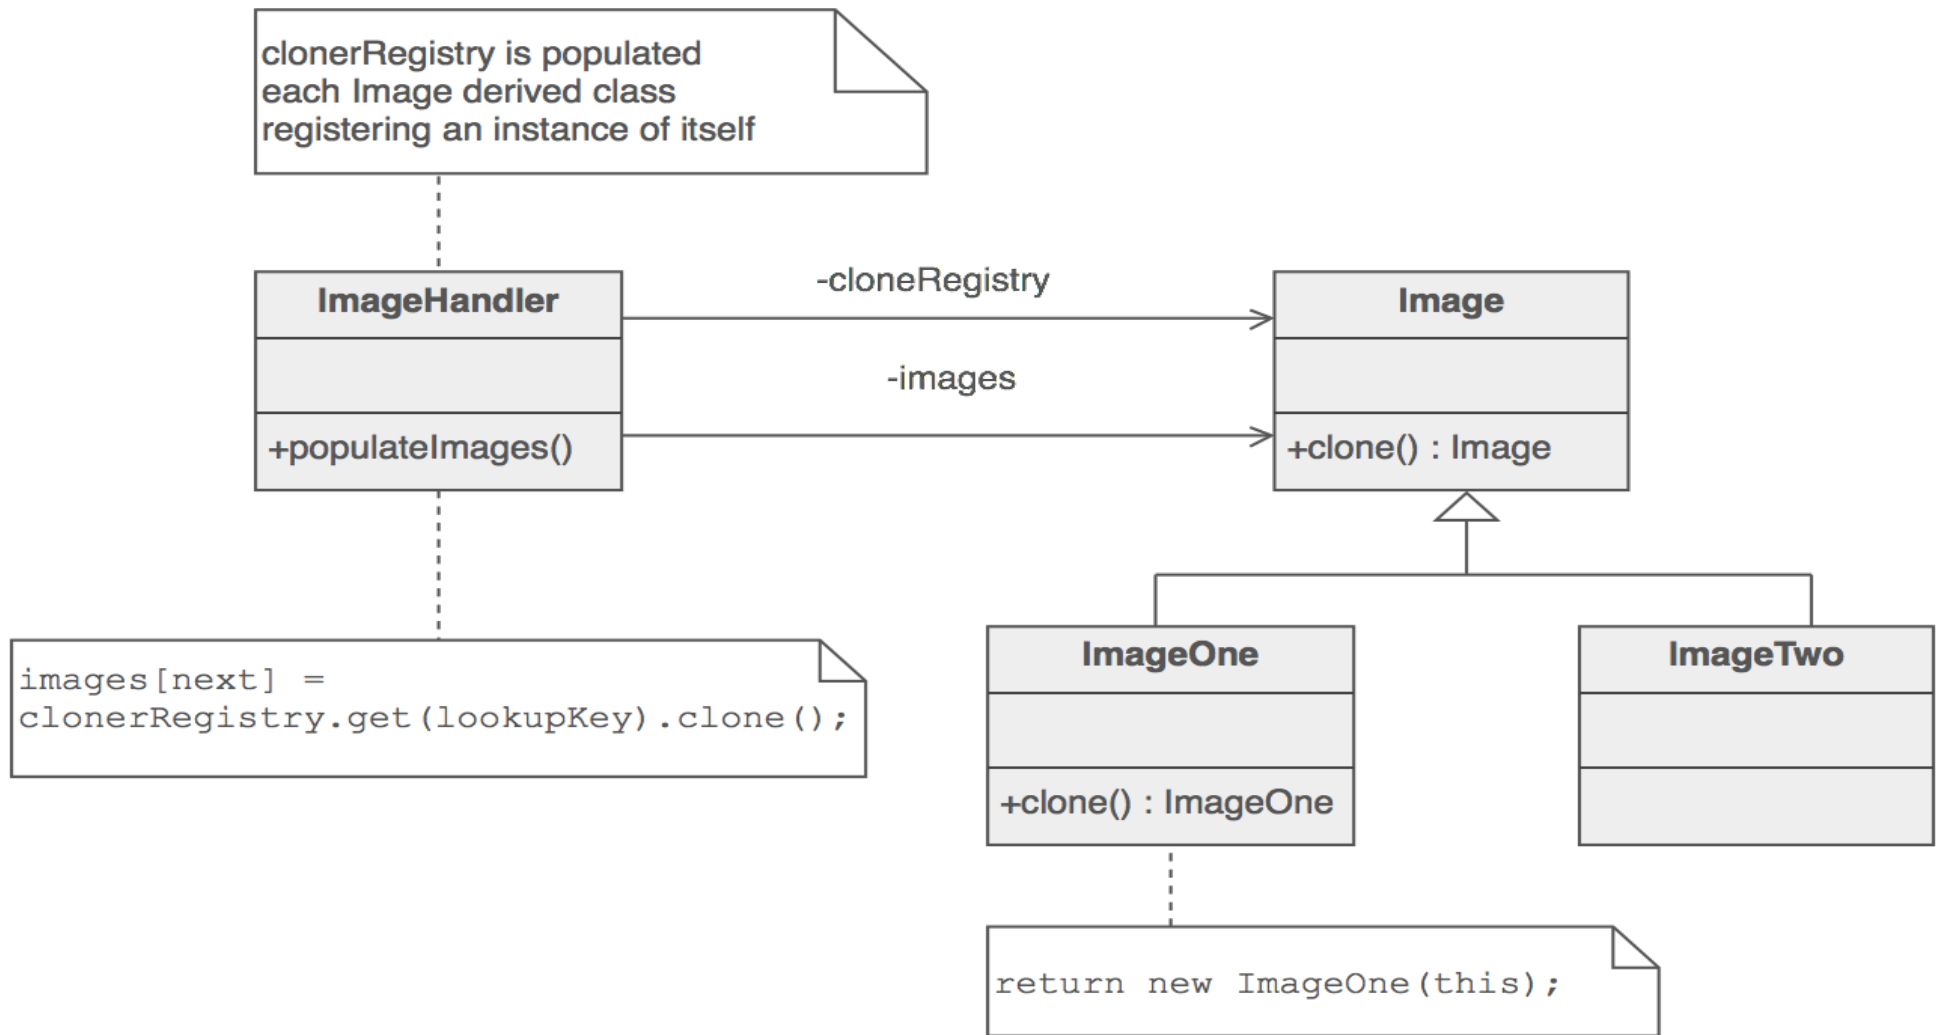 clonerRegistry is populated
each Image derived class
registering an instance of itself
ImageHandler
+populateImages()
-cloneRegistry
-images
Image
+clone() : Image
images[next] =
clonerRegistry.get(lookupKey).clone();
ImageOne
+clone() : ImageOne
ImageTwo
return new ImageOne(this);